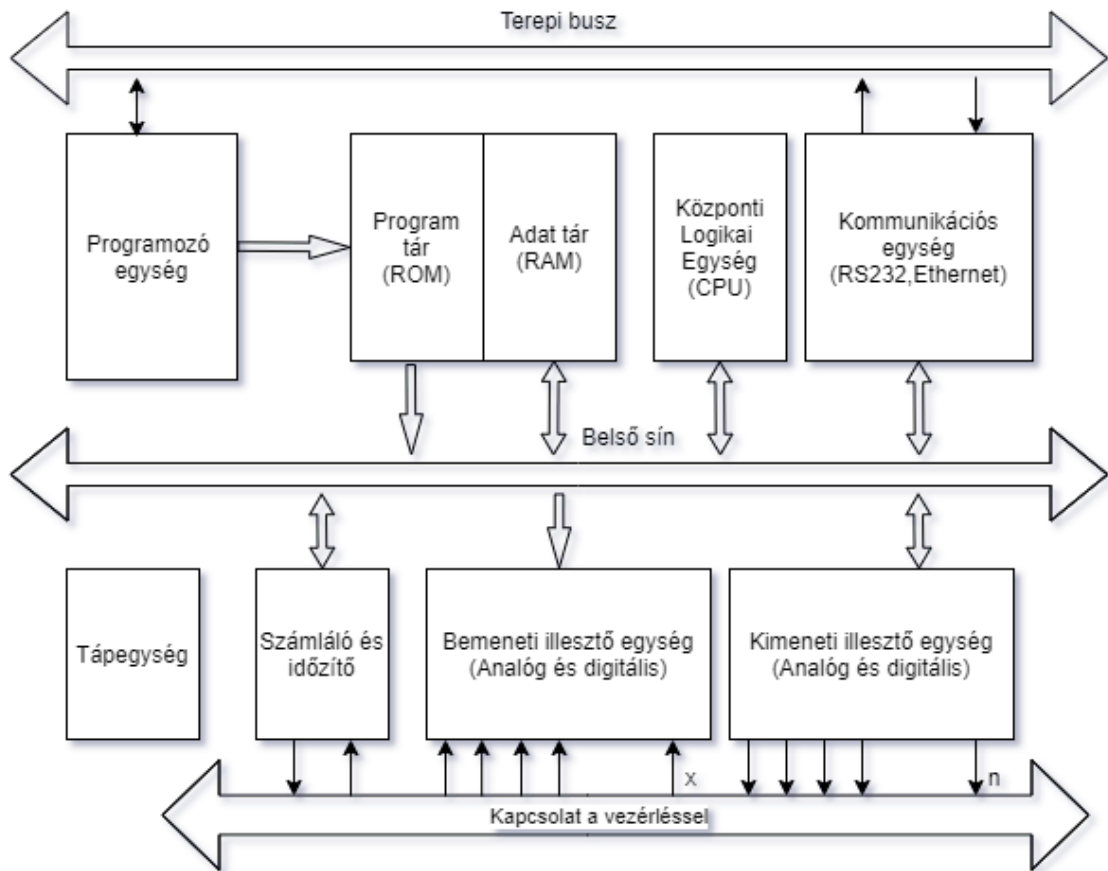 Terepi busz
Programozó
egység
Program
tár
(ROM)
Adat tár
(RAM)
Központi
Logikai
Egység
(CPU)
Kommunikációs
egység
(RS232,Ethernet)
Belső sín
Tápegység
Számláló és
időzítő
Bemeneti illesztő egység
(Analóg és digitális)
Kimeneti illesztő egység
(Analóg és digitális)
x
n
Kapcsolat a vezérléssel